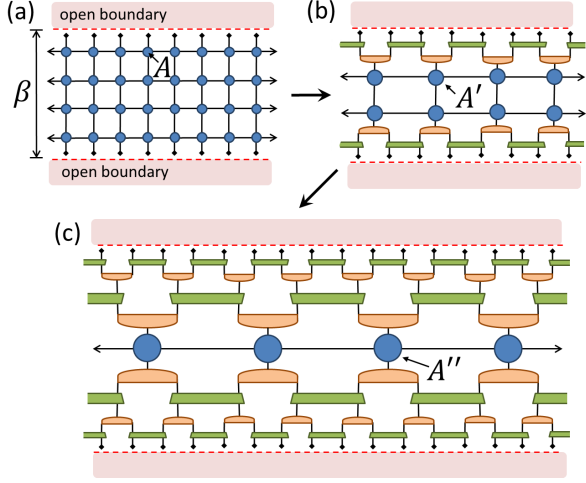 (a)
open boundary
A
β
open boundary
(b)
A′
(c)
A′′